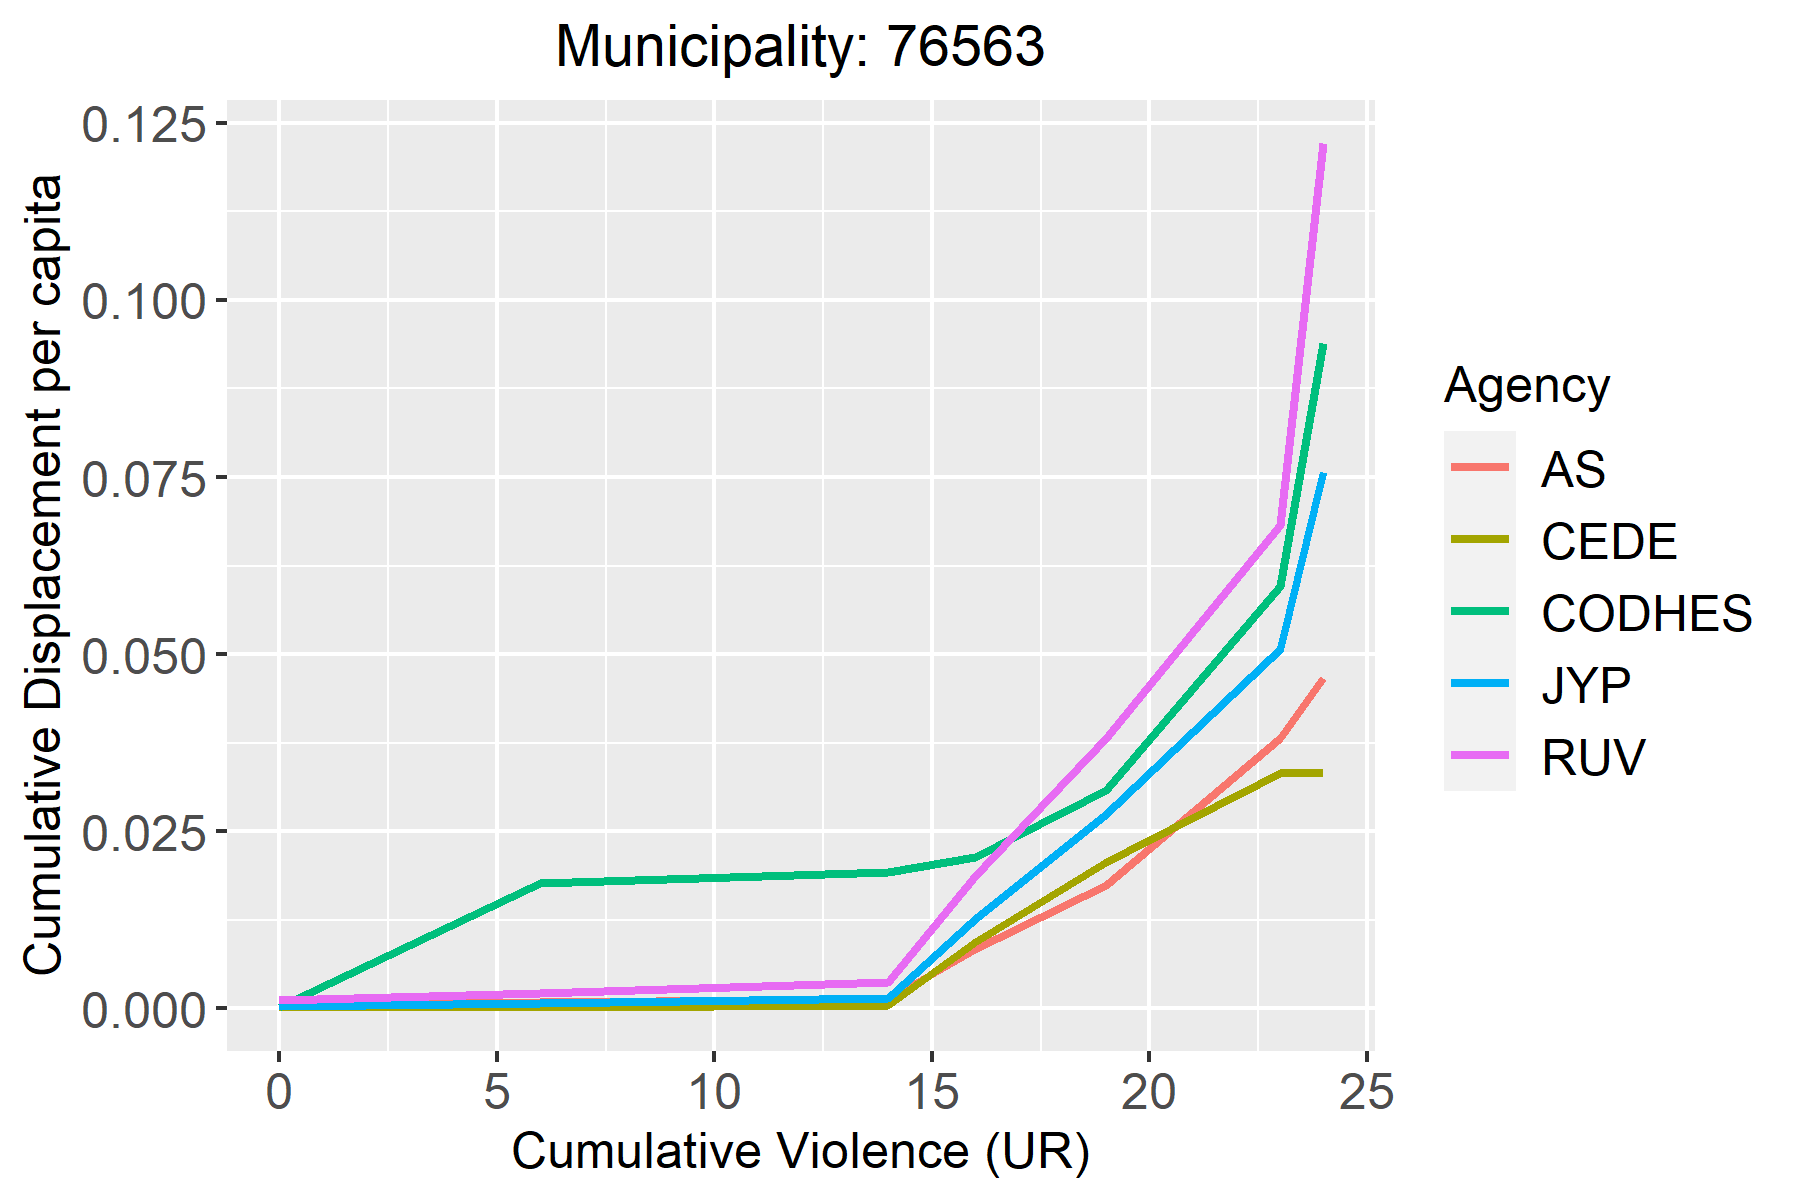 Municipality: 76563
Cumulative Displacement per capita
0.125
0.100
0.075
0.050
0.025
0.000
0 5 10 15 20 25
Cumulative Violence (UR)
Agency
AS
CEDE
CODHES
JYP
RUV